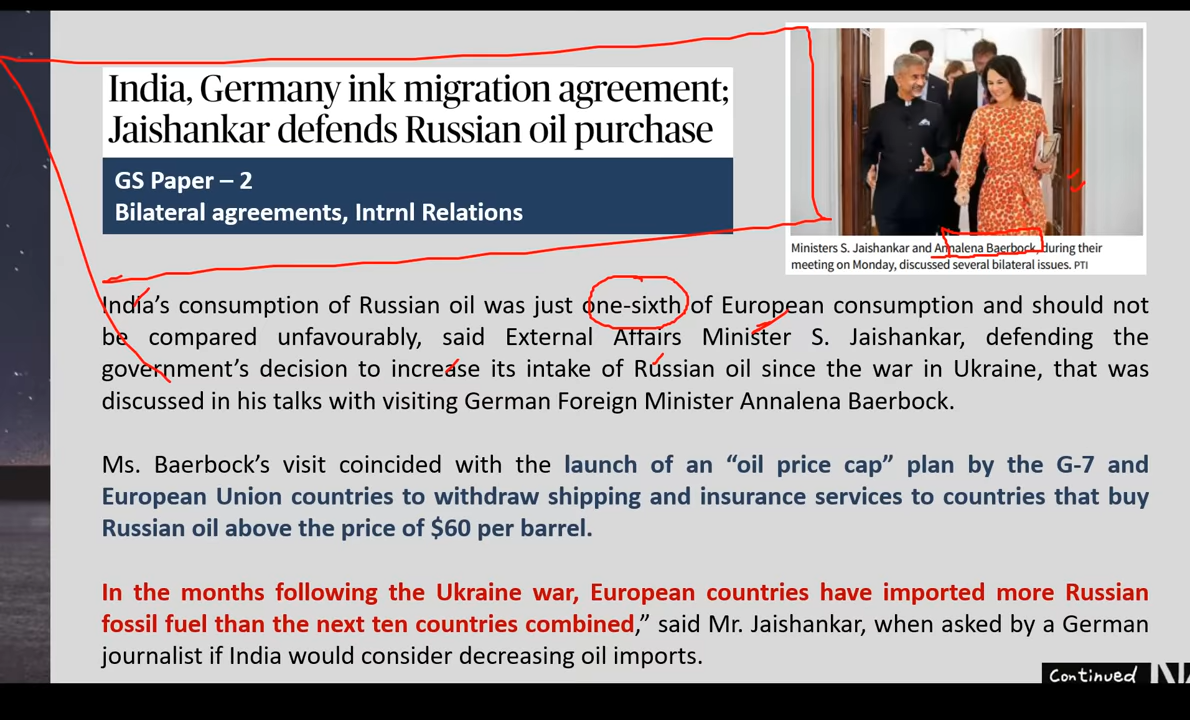 India, Germany ink migration agreement;
Jaishankar defends Russian oil purchase
GS Paper – 2
Bilateral agreements, Intrnl Relations
Ministers S. Jaishankar and Annalena Baerbock, during their
meeting on Monday, discussed several bilateral issues. PTI
India's consumption of Russian oil was just one-sixth of European consumption and should not
be compared unfavourably, said External Affairs Minister S. Jaishankar, defending the
government's decision to increase its intake of Russian oil since the war in Ukraine, that was
discussed in his talks with visiting German Foreign Minister Annalena Baerbock.
Ms. Baerbock's visit coincided with the launch of an “oil price cap” plan by the G-7 and
European Union countries to withdraw shipping and insurance services to countries that buy
Russian oil above the price of $60 per barrel.
In the months following the Ukraine war, European countries have imported more Russian
fossil fuel than the next ten countries combined,” said Mr. Jaishankar, when asked by a German
journalist if India would consider decreasing oil imports.
Continued